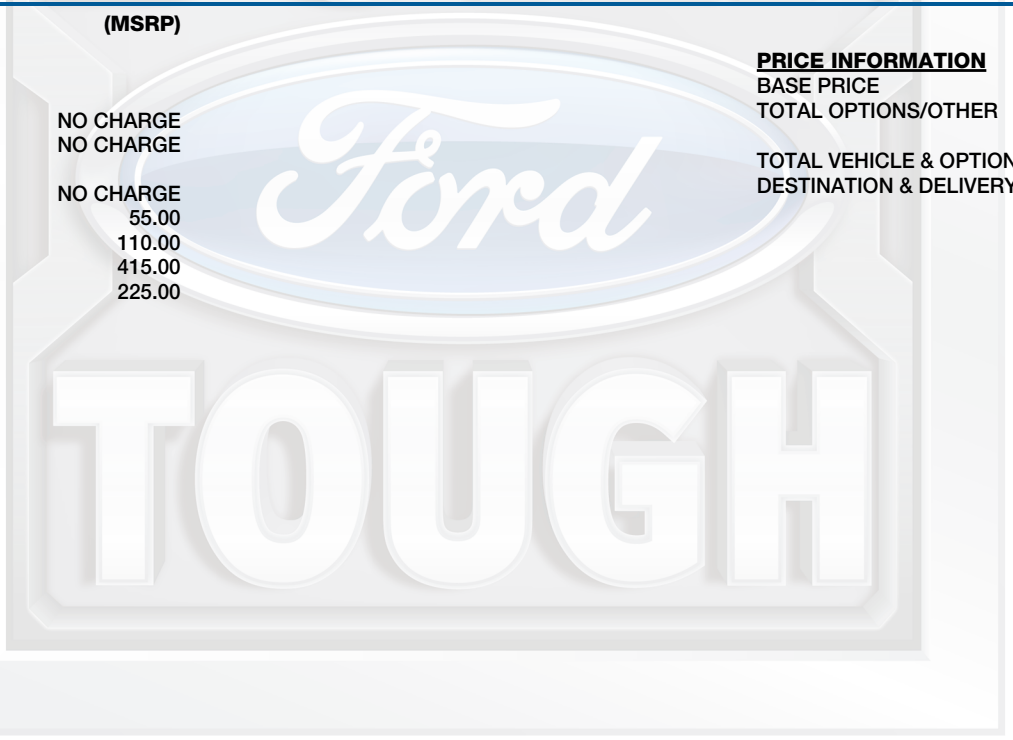 (MSRP)
NO CHARGE
NO CHARGE
NO CHARGE
55.00
110.00
415.00
225.00
PRICE INFORMATION
BASE PRICE
TOTAL OPTIONS/OTHER
TOTAL VEHICLE & OPTION
DESTINATION & DELIVERY
Ford
TOUGH